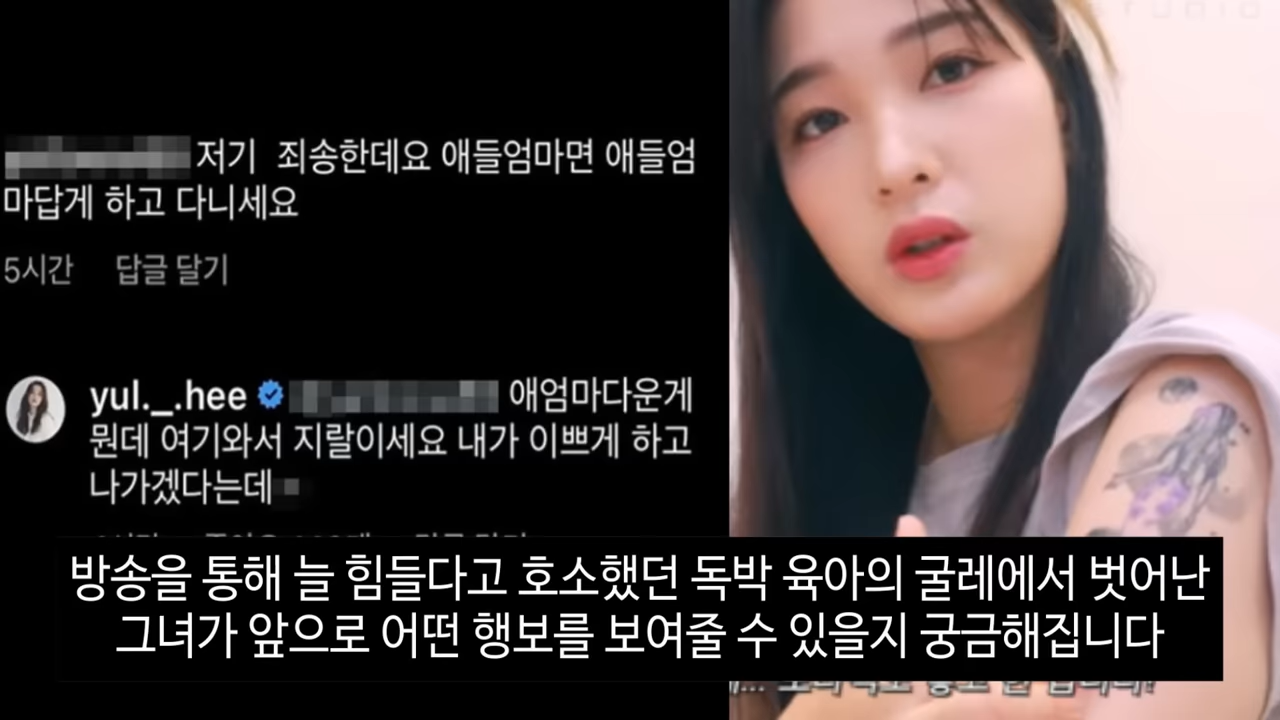 저기 죄송한데요 애들엄마면 애들엄
마답게 하고 다니세요
5시간 답글 달기
yul._.hee 애엄마다운게
뭔데 여기와서 지랄이세요 내가 이쁘게 하고
나가겠다는데
방송을 통해 늘 힘들다고 호소했던 독박 육아의 굴레에서 벗어난
그녀가 앞으로 어떤 행보를 보여줄 수 있을지 궁금해집니다